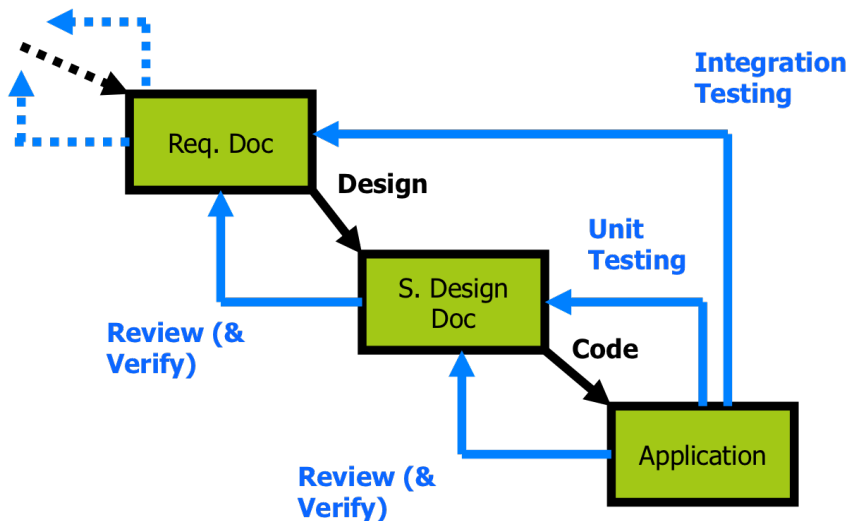 Integration
Testing
Req. Doc
Design
Unit
Testing
S. Design
Doc
Review (&
Verify)
Code
Application
Review (&
Verify)